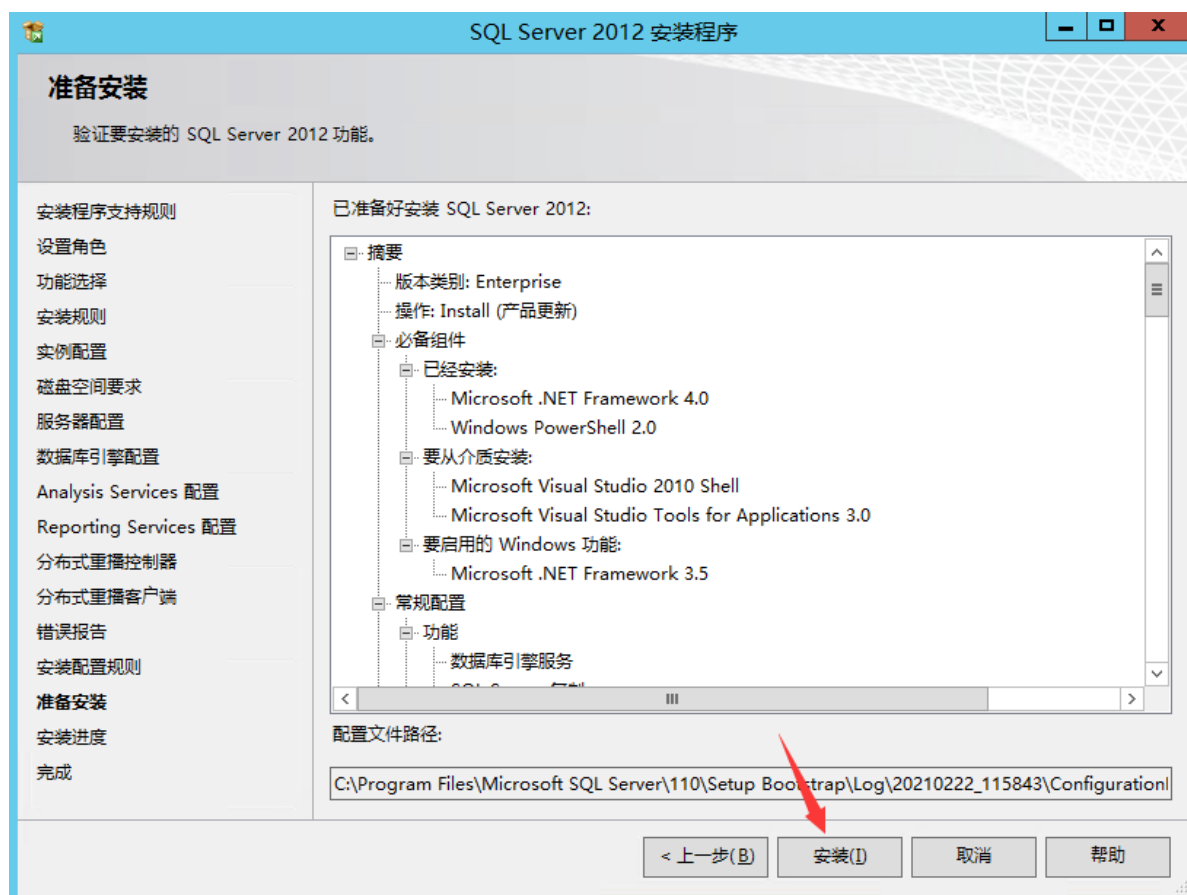 SQL Server 2012 安装程序
准备安装
验证要安装的 SQL Server 2012 功能。
安装程序支持规则
设置角色
功能选择
安装规则
实例配置
磁盘空间要求
服务器配置
数据库引擎配置
Analysis Services 配置
Reporting Services 配置
分布式重播控制器
分布式重播客户端
错误报告
安装配置规则
准备安装
安装进度
完成
已准备好安装 SQL Server 2012:
摘要
版本类别: Enterprise
操作: Install (产品更新)
必备组件
已经安装:
Microsoft .NET Framework 4.0
Windows PowerShell 2.0
要从介质安装:
Microsoft Visual Studio 2010 Shell
Microsoft Visual Studio Tools for Applications 3.0
要启用的 Windows 功能:
Microsoft .NET Framework 3.5
常规配置
功能
数据库引擎服务
配置文件路径:
C:\Program Files\Microsoft SQL Server\110\Setup Bootstrap\Log\20210222_115843\Configuration
< 上一步(B)
安装(I)
取消
帮助